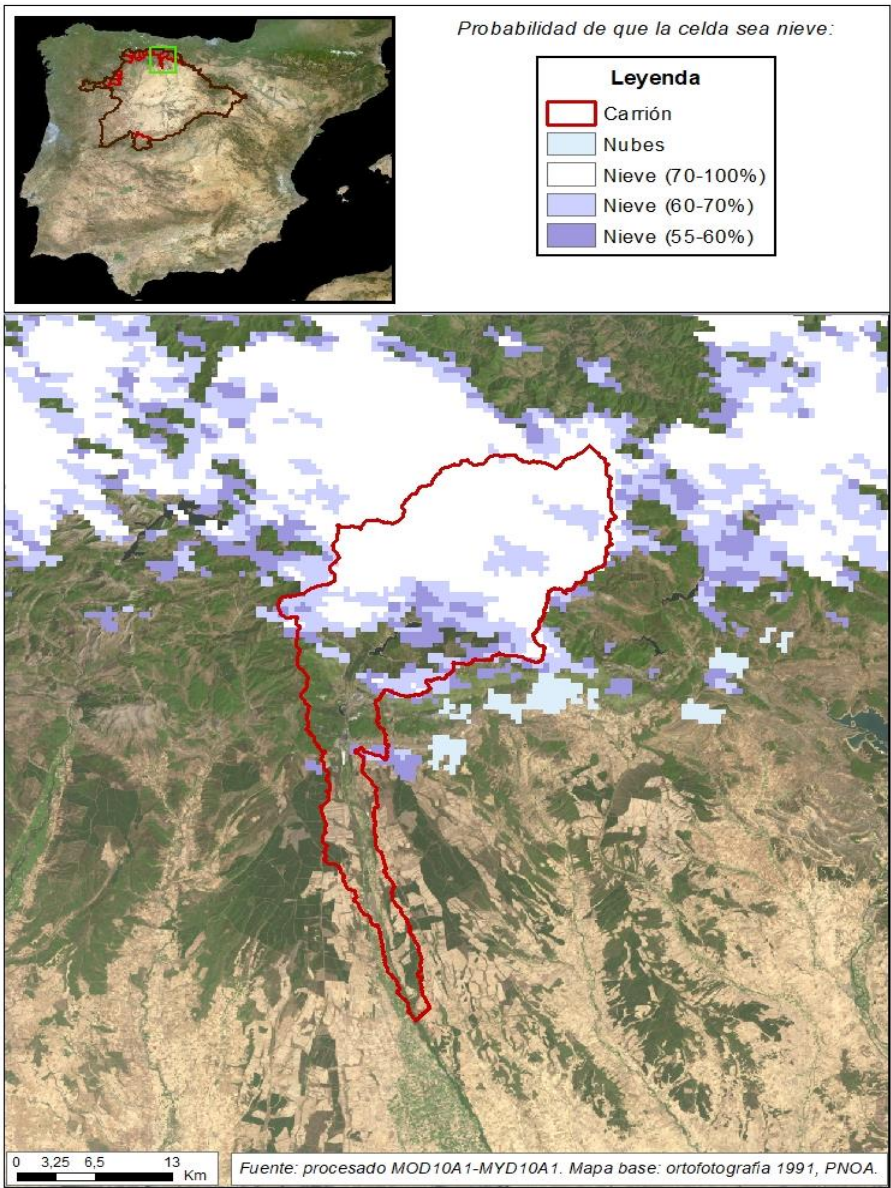 Probabilidad de que la celda sea nieve:
Leyenda
Carrión
Nubes
Nieve (70-100%)
Nieve (60-70%)
Nieve (55-60%)
0 3,25 6,5 13
Km
Fuente: procesado MOD10A1-MYD10A1. Mapa base: ortofotografía 1991, PNOA.